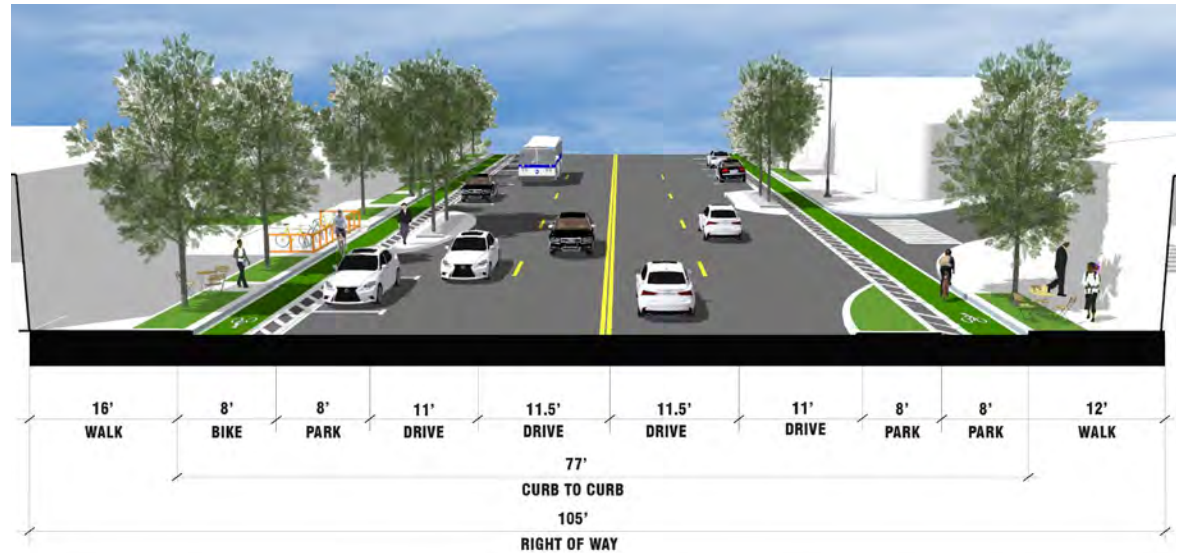 16' 8' 8' 11' 11.5' 11.5' 11' 8' 8' 12'
WALK BIKE PARK DRIVE DRIVE DRIVE DRIVE PARK PARK WALK
77'
CURB TO CURB
105'
RIGHT OF WAY